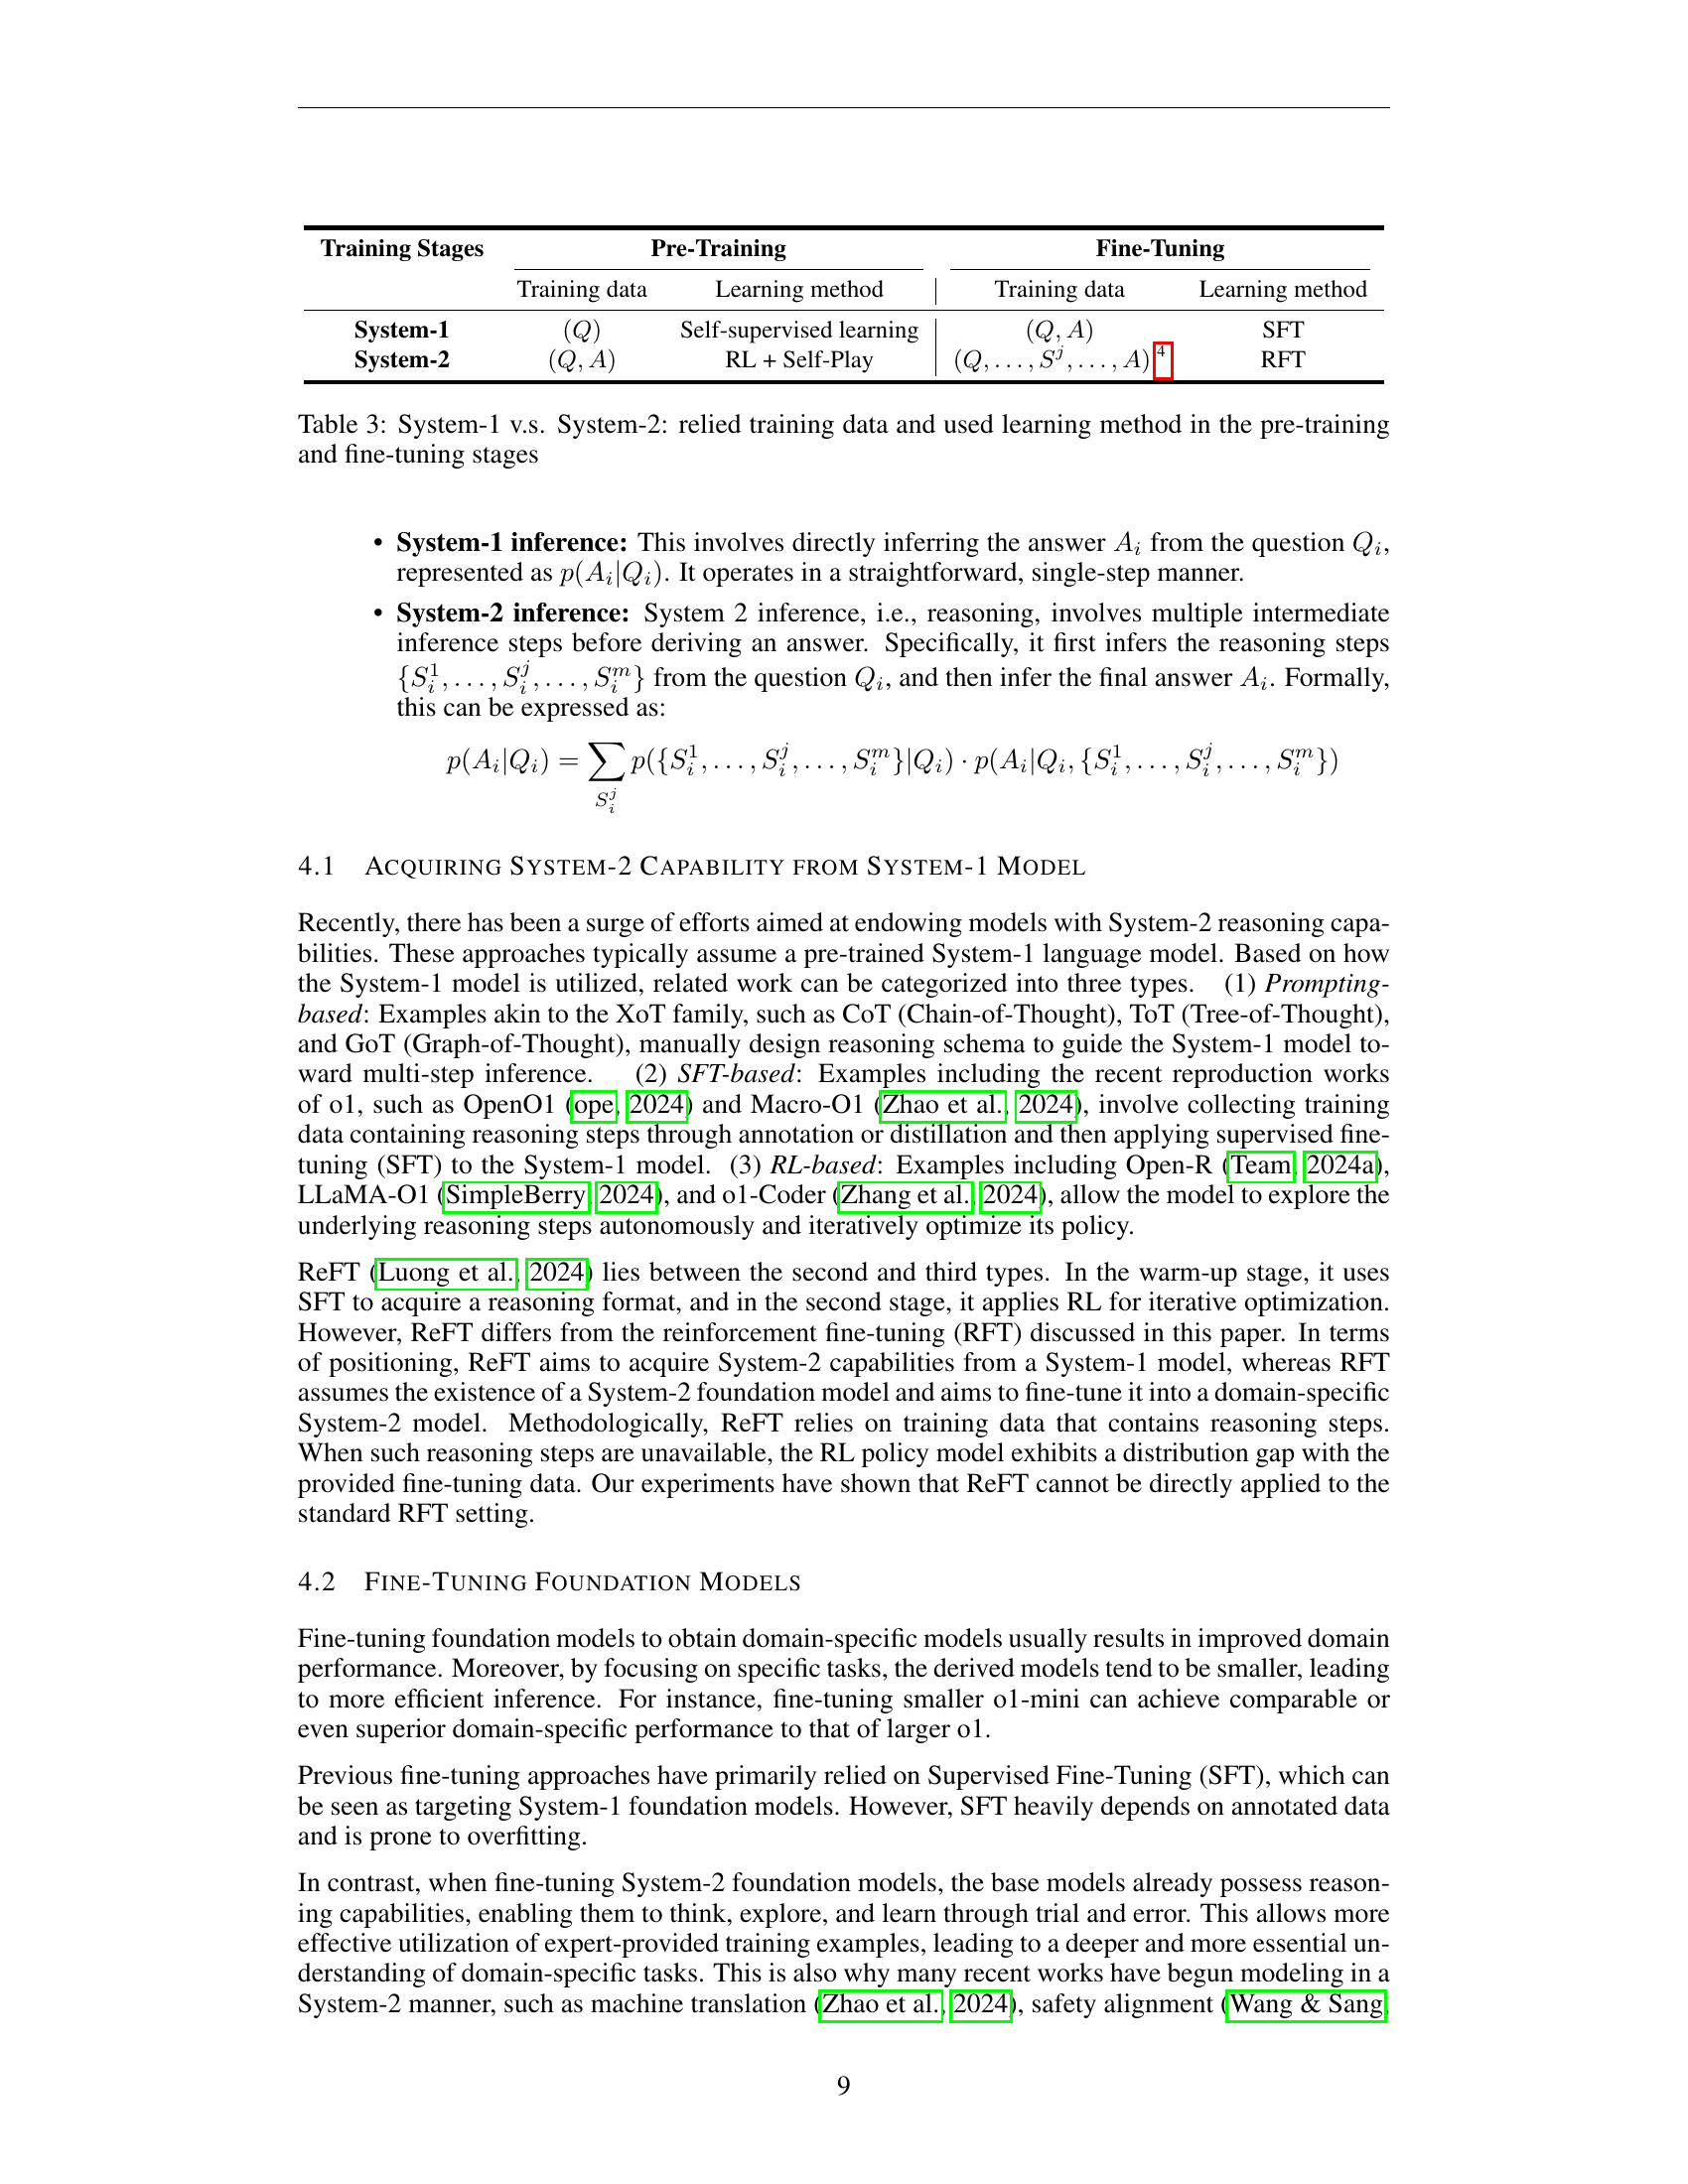 Training Stages Pre-Training Fine-Tuning
Training data Learning method Training data Learning method
System-1 (Q) Self-supervised learning (Q, A) SFT
System-2 (Q, A) RL + Self-Play (Q, . . . , S^j, . . . , A) 4 RFT
Table 3: System-1 v.s. System-2: relied training data and used learning method in the pre-training
and fine-tuning stages
• System-1 inference: This involves directly inferring the answer A_i from the question Q_i,
represented as p(A_i|Q_i). It operates in a straightforward, single-step manner.
• System-2 inference: System 2 inference, i.e., reasoning, involves multiple intermediate
inference steps before deriving an answer. Specifically, it first infers the reasoning steps
{S_i^1, . . . , S_i^j, . . . , S_i^m} from the question Q_i, and then infer the final answer A_i. Formally,
this can be expressed as:
p(A_i|Q_i) = ∑_{S_i^j} p({S_i^1, . . . , S_i^j, . . . , S_i^m}|Q_i) · p(A_i|Q_i, {S_i^1, . . . , S_i^j, . . . , S_i^m})
4.1 ACQUIRING SYSTEM-2 CAPABILITY FROM SYSTEM-1 MODEL
Recently, there has been a surge of efforts aimed at endowing models with System-2 reasoning capa-
bilities. These approaches typically assume a pre-trained System-1 language model. Based on how
the System-1 model is utilized, related work can be categorized into three types. (1) Prompting-
based: Examples akin to the XoT family, such as CoT (Chain-of-Thought), ToT (Tree-of-Thought),
and GoT (Graph-of-Thought), manually design reasoning schema to guide the System-1 model to-
ward multi-step inference. (2) SFT-based: Examples including the recent reproduction works
of o1, such as OpenO1 (ope, 2024) and Macro-O1 (Zhao et al., 2024), involve collecting training
data containing reasoning steps through annotation or distillation and then applying supervised fine-
tuning (SFT) to the System-1 model. (3) RL-based: Examples including Open-R (Team, 2024a),
LLaMA-O1 (SimpleBerry, 2024), and o1-Coder (Zhang et al., 2024), allow the model to explore the
underlying reasoning steps autonomously and iteratively optimize its policy.
ReFT (Luong et al., 2024) lies between the second and third types. In the warm-up stage, it uses
SFT to acquire a reasoning format, and in the second stage, it applies RL for iterative optimization.
However, ReFT differs from the reinforcement fine-tuning (RFT) discussed in this paper. In terms
of positioning, ReFT aims to acquire System-2 capabilities from a System-1 model, whereas RFT
assumes the existence of a System-2 foundation model and aims to fine-tune it into a domain-specific
System-2 model. Methodologically, ReFT relies on training data that contains reasoning steps.
When such reasoning steps are unavailable, the RL policy model exhibits a distribution gap with the
provided fine-tuning data. Our experiments have shown that ReFT cannot be directly applied to the
standard RFT setting.
4.2 FINE-TUNING FOUNDATION MODELS
Fine-tuning foundation models to obtain domain-specific models usually results in improved domain
performance. Moreover, by focusing on specific tasks, the derived models tend to be smaller, leading
to more efficient inference. For instance, fine-tuning smaller o1-mini can achieve comparable or
even superior domain-specific performance to that of larger o1.
Previous fine-tuning approaches have primarily relied on Supervised Fine-Tuning (SFT), which can
be seen as targeting System-1 foundation models. However, SFT heavily depends on annotated data
and is prone to overfitting.
In contrast, when fine-tuning System-2 foundation models, the base models already possess reason-
ing capabilities, enabling them to think, explore, and learn through trial and error. This allows more
effective utilization of expert-provided training examples, leading to a deeper and more essential un-
derstanding of domain-specific tasks. This is also why many recent works have begun modeling in a
System-2 manner, such as machine translation (Zhao et al., 2024), safety alignment (Wang & Sang,
9